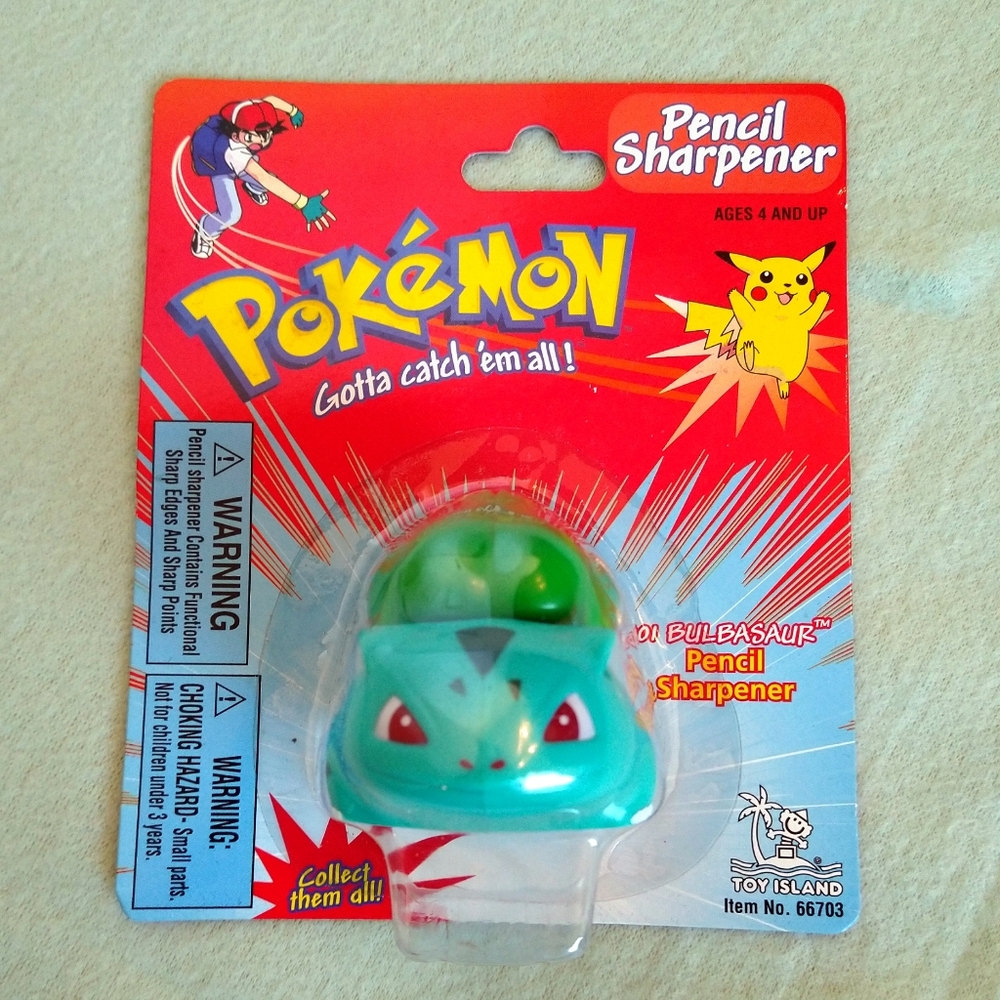 Pencil
Sharpener
AGES 4 AND UP
POKéMON
Gotta catch 'em all!
⚠ WARNING
Pencil sharpener Contains Functional
Sharp Edges And Sharp Points
BULBASAUR™
Pencil
Sharpener
⚠ WARNING:
CHOKING HAZARD- Small parts.
Not for children under 3 years.
Collect
them all!
TOY ISLAND®
Item No. 66703